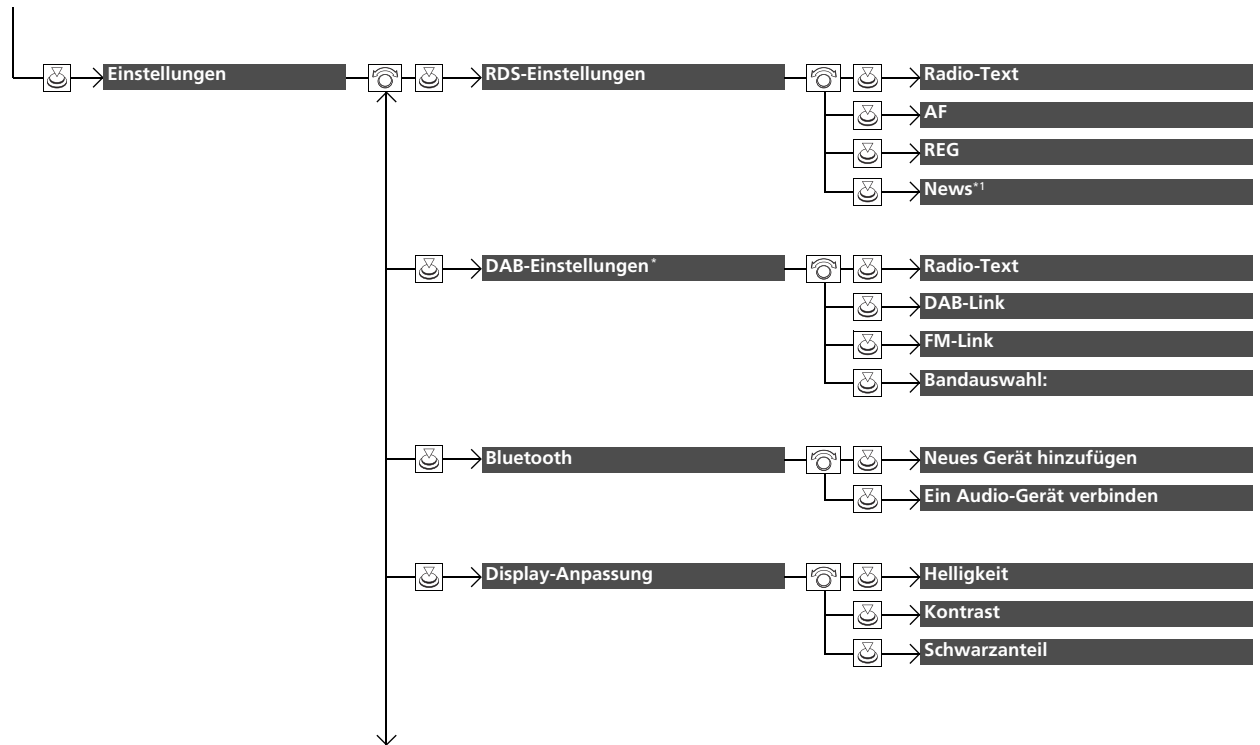 Einstellungen
RDS-Einstellungen
Radio-Text
AF
REG
News*1
DAB-Einstellungen*
Radio-Text
DAB-Link
FM-Link
Bandauswahl:
Bluetooth
Neues Gerät hinzufügen
Ein Audio-Gerät verbinden
Display-Anpassung
Helligkeit
Kontrast
Schwarzanteil